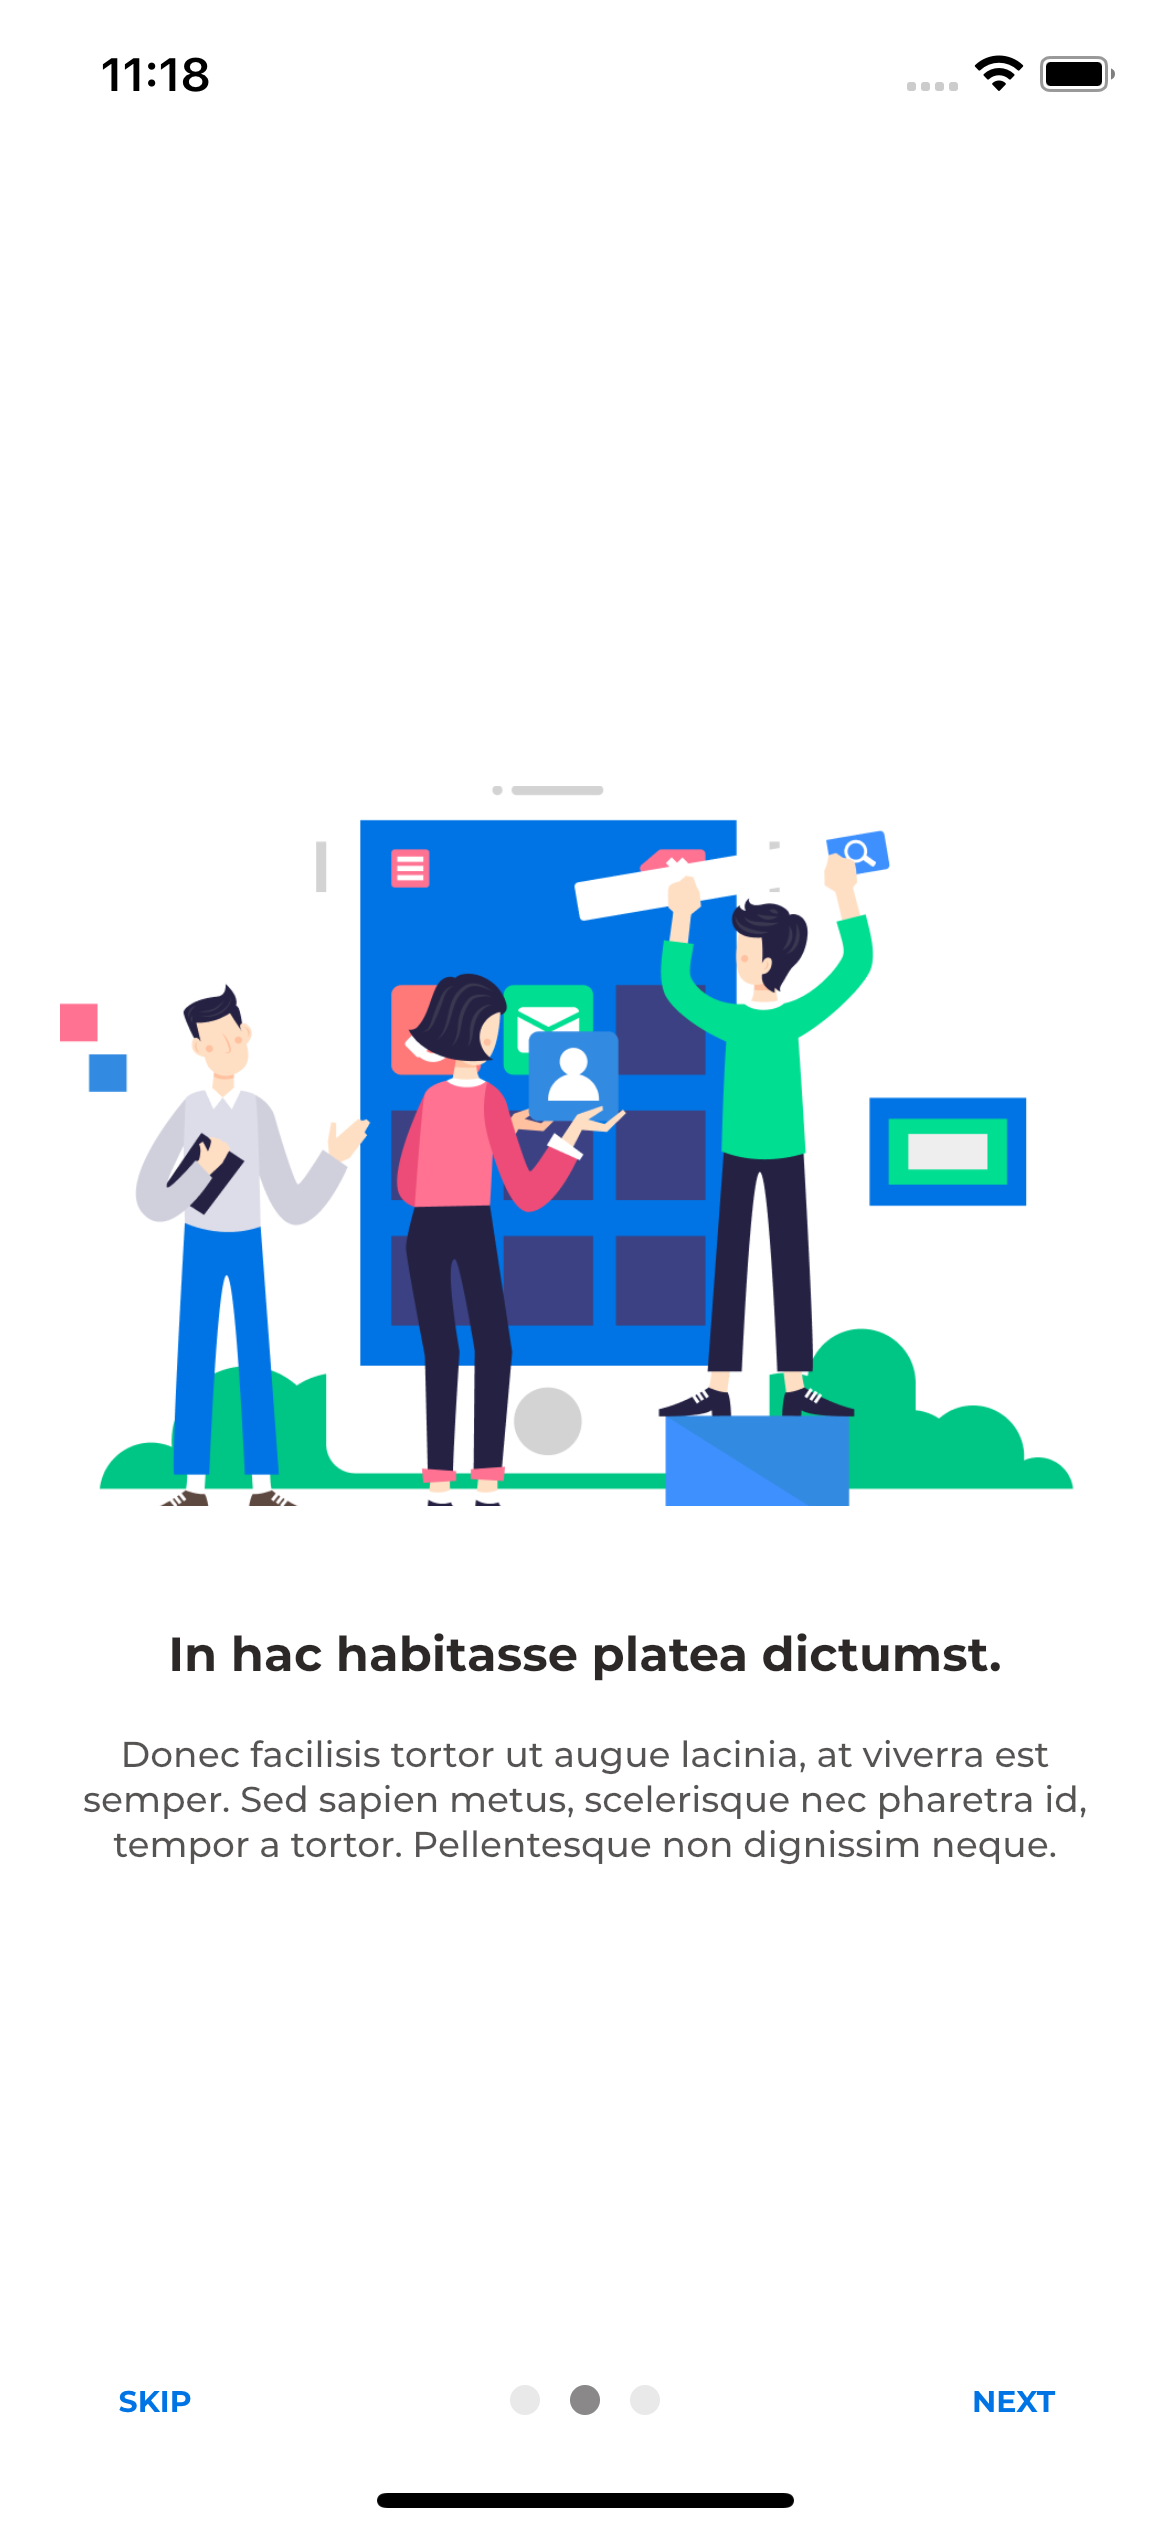 11:18
In hac habitasse platea dictumst.
Donec facilisis tortor ut augue lacinia, at viverra est
semper. Sed sapien metus, scelerisque nec pharetra id,
tempor a tortor. Pellentesque non dignissim neque.
SKIP
NEXT